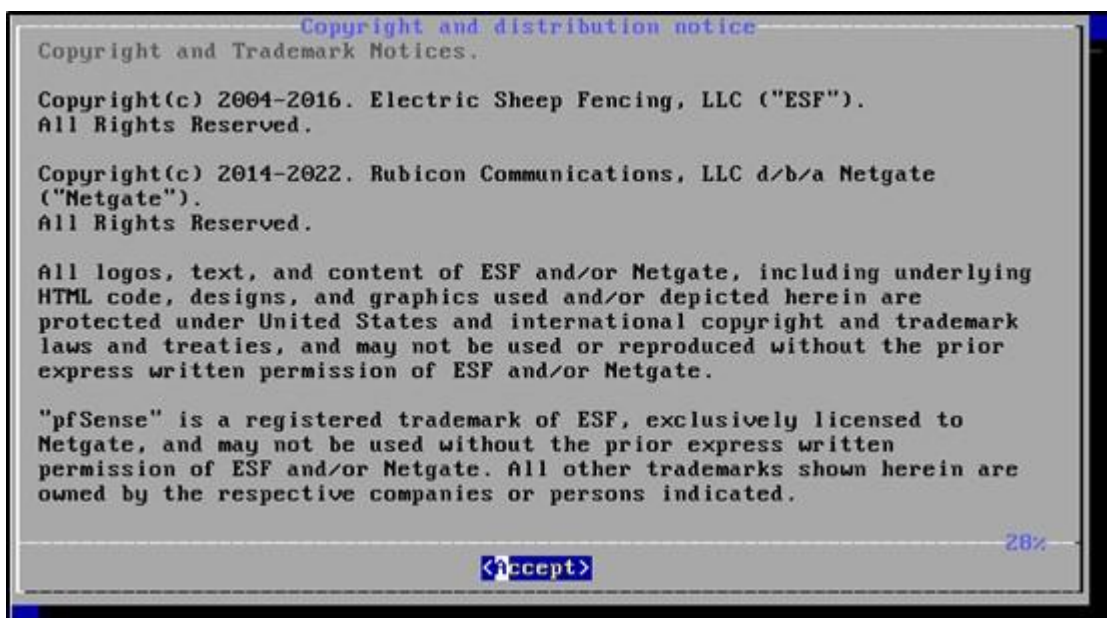 Copyright and distribution notice
Copyright and Trademark Notices.
Copyright(c) 2004-2016. Electric Sheep Fencing, LLC ("ESF").
All Rights Reserved.
Copyright(c) 2014-2022. Rubicon Communications, LLC d/b/a Netgate
("Netgate").
All Rights Reserved.
All logos, text, and content of ESF and/or Netgate, including underlying
HTML code, designs, and graphics used and/or depicted herein are
protected under United States and international copyright and trademark
laws and treaties, and may not be used or reproduced without the prior
express written permission of ESF and/or Netgate.
"pfSense" is a registered trademark of ESF, exclusively licensed to
Netgate, and may not be used without the prior express written
permission of ESF and/or Netgate. All other trademarks shown herein are
owned by the respective companies or persons indicated.
28%
<Accept>